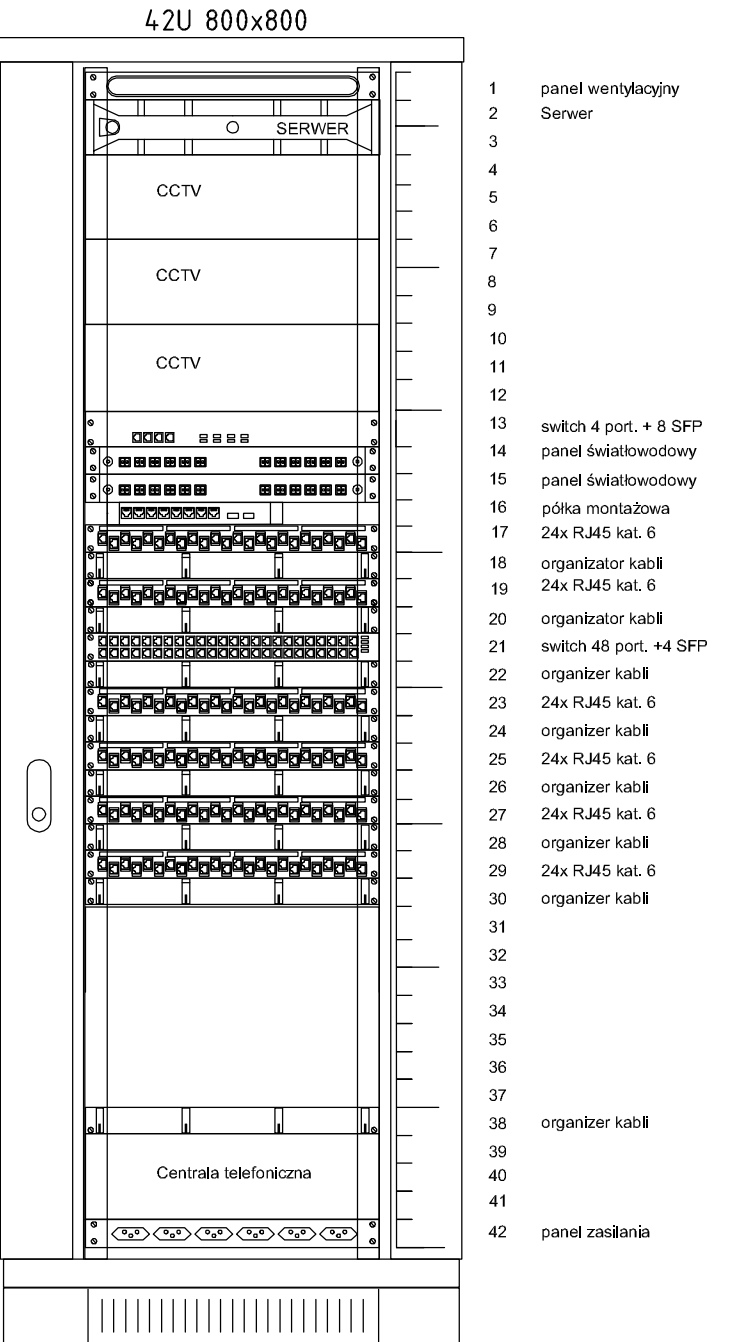 42U 800x800
1 panel wentylacyjny
2 Serwer
SERWER
3
4
CCTV
5
6
7
CCTV
8
9
10
CCTV
11
12
13 switch 4 port. + 8 SFP
14 panel światłowodowy
15 panel światłowodowy
16 półka montażowa
17 24x RJ45 kat. 6
18 organizator kabli
19 24x RJ45 kat. 6
20 organizator kabli
21 switch 48 port. +4 SFP
22 organizer kabli
23 24x RJ45 kat. 6
24 organizer kabli
25 24x RJ45 kat. 6
26 organizer kabli
27 24x RJ45 kat. 6
28 organizer kabli
29 24x RJ45 kat. 6
30 organizer kabli
31
32
33
34
35
36
37
38 organizer kabli
39
Centrala telefoniczna
40
41
42 panel zasilania